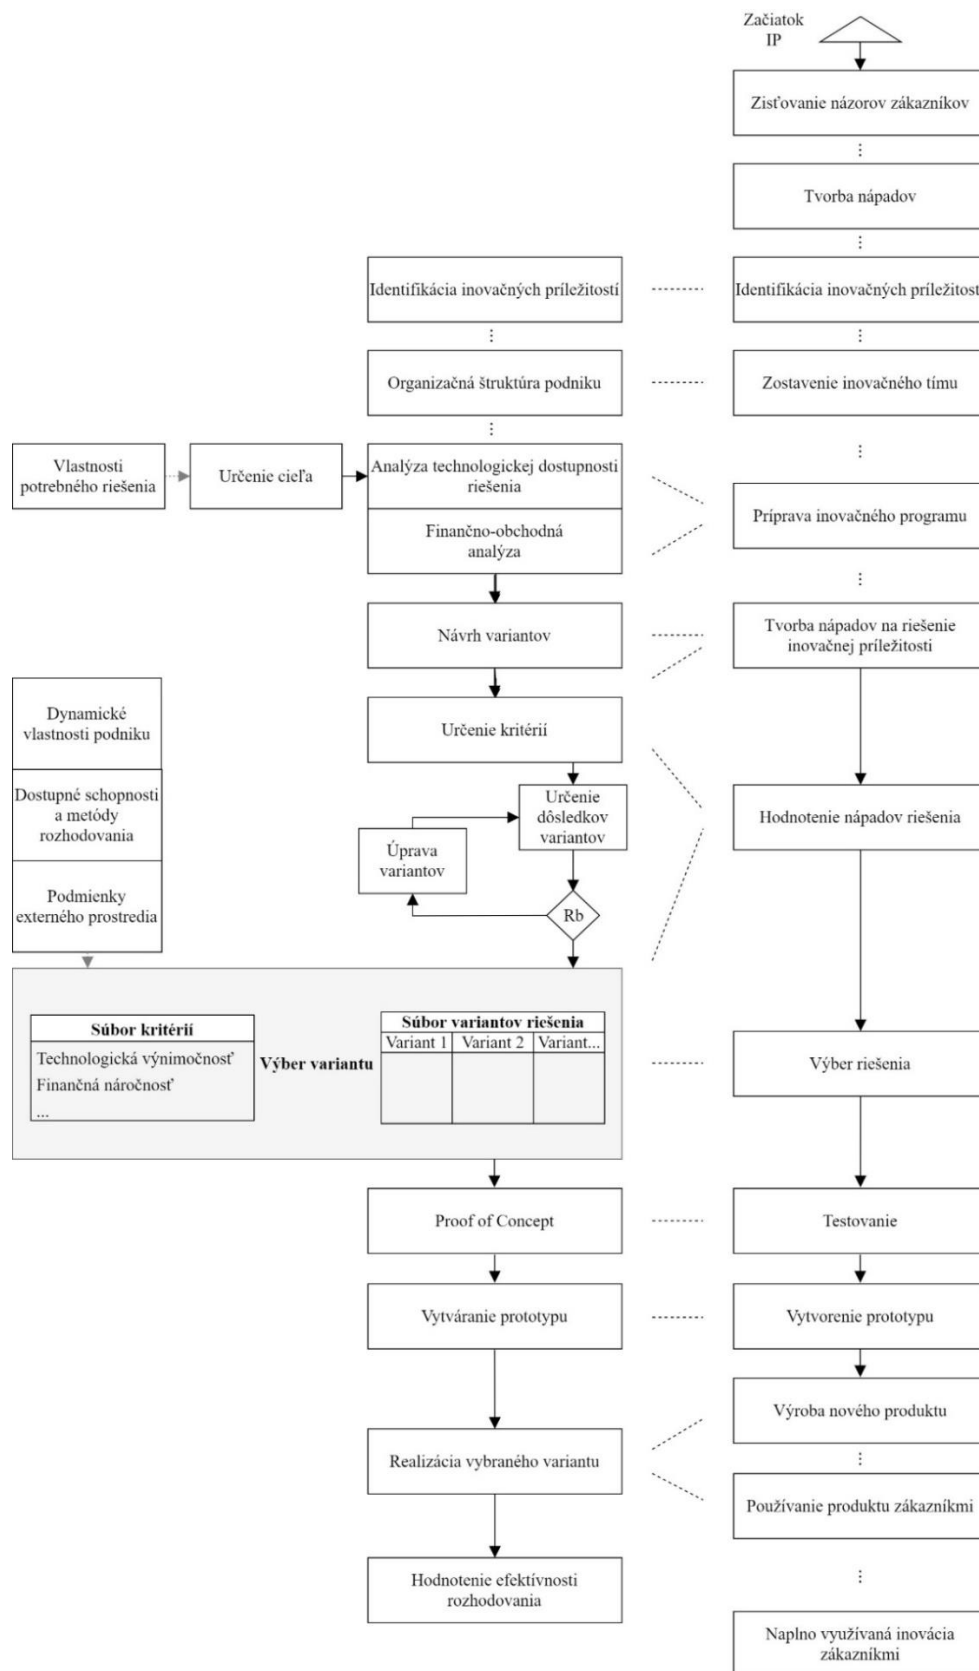 Začiatok
IP
Zisťovanie názorov zákazníkov
Tvorba nápadov
Identifikácia inovačných príležitostí
Identifikácia inovačných príležitost
Organizačná štruktúra podniku
Zostavenie inovačného tímu
Vlastnosti
potrebného riešenia
Určenie cieľa
Analýza technologickej dostupnosti
riešenia
Finančno-obchodná
analýza
Príprava inovačného programu
Návrh variantov
Tvorba nápadov na riešenie
inovačnej príležitosti
Určenie kritérií
Dynamické
vlastnosti podniku
Dostupné schopnosti
a metódy
rozhodovania
Podmienky
externého prostredia
Určenie
dôsledkov
variantov
Úprava
variantov
Rb
Hodnotenie nápadov riešenia
Súbor kritérií
Technologická výnimočnosť
Finančná náročnosť
...
Výber variantu
Súbor variantov riešenia
Variant 1 Variant 2 Variant...
Výber riešenia
Proof of Concept
Testovanie
Vytváranie prototypu
Vytvorenie prototypu
Výroba nového produktu
Realizácia vybraného variantu
Používanie produktu zákazníkmi
Hodnotenie efektívnosti
rozhodovania
Naplno využívaná inovácia
zákazníkmi